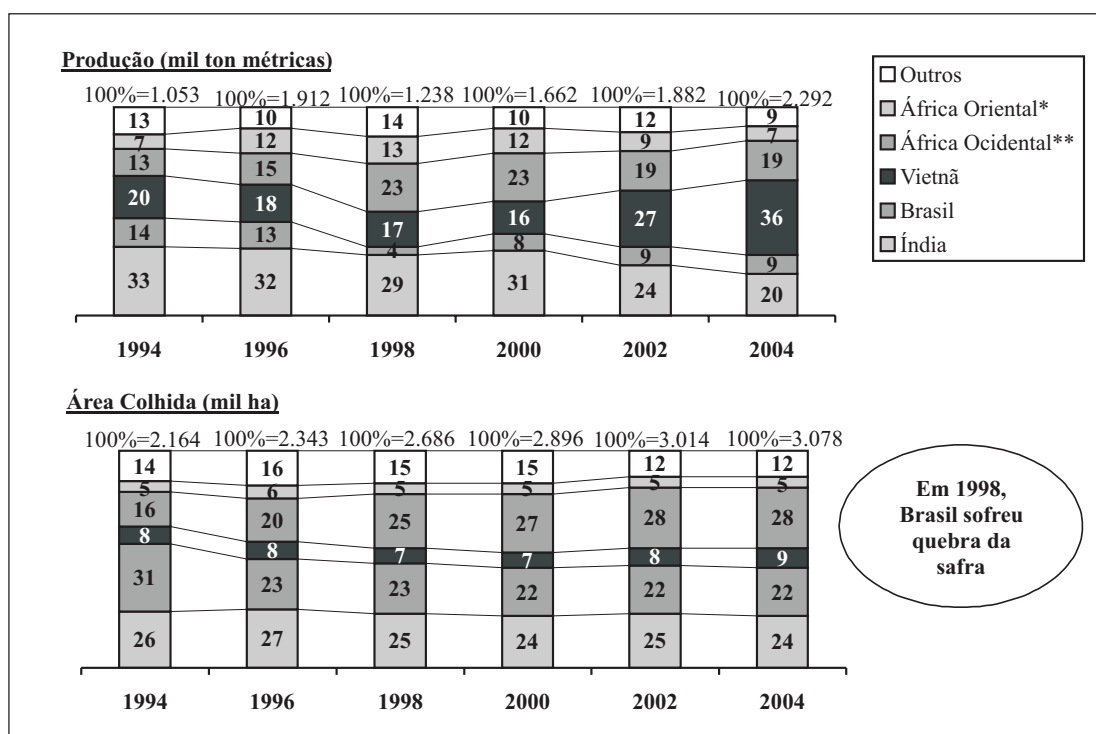 Produção (mil ton métricas)
100%=1.053 100%=1.912 100%=1.238 100%=1.662 100%=1.882 100%=2.292
13 10 14 10 12 9
7 12 13 12 9 7
13 15 23 23 19 19
20 18 17 16 27 36
14 13 4 8 9 9
33 32 29 31 24 20
1994 1996 1998 2000 2002 2004
Outros
África Oriental*
África Ocidental**
Vietnã
Brasil
Índia
Área Colhida (mil ha)
100%=2.164 100%=2.343 100%=2.686 100%=2.896 100%=3.014 100%=3.078
14 16 15 15 12 12
5 6 5 5 5 5
16 20 25 27 28 28
8 8 7 7 8 9
31 23 23 22 22 22
26 27 25 24 25 24
1994 1996 1998 2000 2002 2004
Em 1998,
Brasil sofreu
quebra da
safra